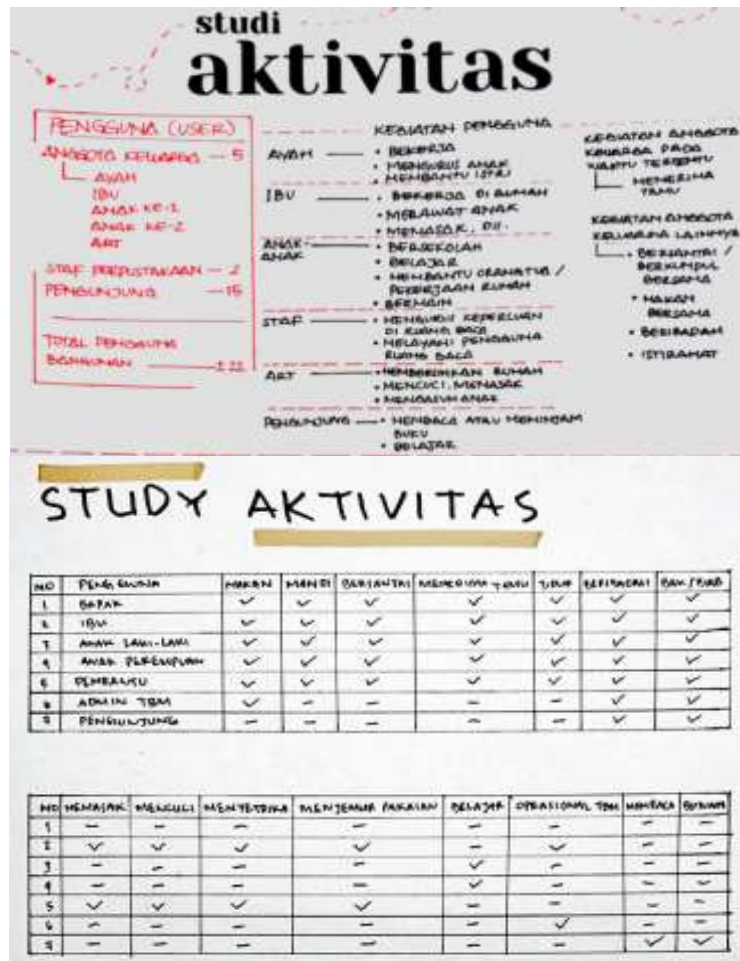 studi
aktivitas
PENGGUNA (USER)
ANGGOTA KELUARGA — 5
AYAH
IBU
ANAK KE-1
ANAK KE-2
ART
STAF PERPUSTAKAAN — 2
PENGUNJUNG — 15
TOTAL PENGGUNA
BANGUNAN — ± 22
KEGIATAN PENGGUNA
AYAH — • BEKERJA
• MENGURUS ANAK
• MEMBANTU ISTRI
IBU — • BEKERJA DI RUMAH
• MERAWAT ANAK
• MEMASAK, DLL.
ANAK-
ANAK — • BERSEKOLAH
• BELAJAR
• MEMBANTU ORANGTUA /
PEKERJAAN RUMAH
• BERMAIN
STAF — • MENGURUS KEPERLUAN
DI RUANG BACA
• MELAYANI PENGGUNA
RUANG BACA
ART — • MEMBERSIHKAN RUMAH
• MENCUCI, MEMASAK
• MENGASUH ANAK
PENGUNJUNG — • MEMBACA ATAU MEMINJAM
BUKU
• BELAJAR
KEGIATAN ANGGOTA
KELUARGA PADA
WAKTU TERTENTU
MENERIMA
TAMU
KEGIATAN ANGGOTA
KELUARGA LAINNYA
• BERSANTAI /
BERKUMPUL
BERSAMA
• MAKAN
BERSAMA
• BERIBADAH
• ISTIRAHAT
STUDY AKTIVITAS
NO PENGGUNA MAKAN MANDI BERSANTAI MENERIMA TAMU TIDUR BERIBADAH BAK/BAB
1 BAPAK ✓ ✓ ✓ ✓ ✓ ✓ ✓
2 IBU ✓ ✓ ✓ ✓ ✓ ✓ ✓
3 ANAK LAKI-LAKI ✓ ✓ ✓ ✓ ✓ ✓ ✓
4 ANAK PEREMPUAN ✓ ✓ ✓ ✓ ✓ ✓ ✓
5 PEMBANTU ✓ ✓ ✓ ✓ ✓ ✓ ✓
6 ADMIN TBM ✓ – – – – ✓ ✓
7 PENGUNJUNG – – – – – ✓ ✓
NO MEMASAK MENCUCI MENYETRIKA MENJEMUR PAKAIAN BELAJAR OPERASIONAL TBM MEMBACA
1 – – – – – – – –
2 ✓ ✓ ✓ ✓ – ✓ – –
3 – – – – ✓ – – –
4 – – – – ✓ – – ✓
5 ✓ ✓ ✓ ✓ – – – –
6 – – – – – ✓ – –
7 – – – – – – ✓ ✓